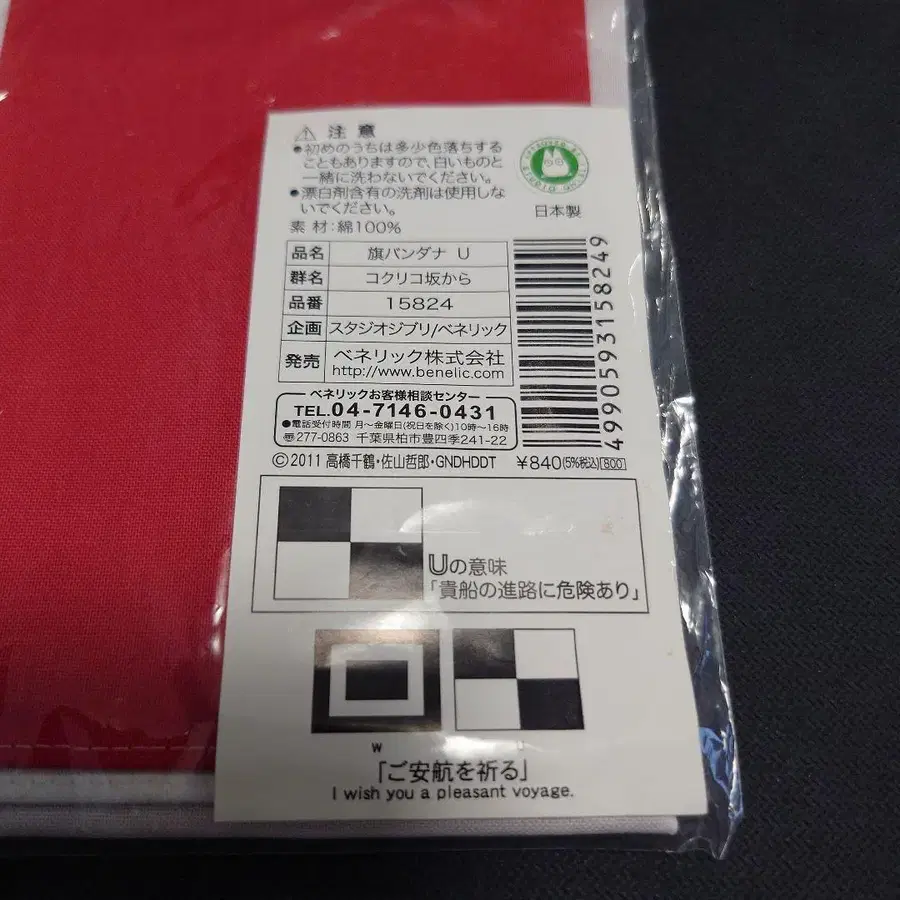 ⚠ 注意
●初めのうちは多少色落ちする
こともありますので、白いものと
一緒に洗わないでください。
●漂白剤含有の洗剤は使用しな
いでください。
素材:綿100%
日本製
品名 旗バンダナ U
群名 コクリコ坂から
品番 15824
企画 スタジオジブリ/ベネリック
発売 ベネリック株式会社
http://www.benelic.com
4990593158249
ベネリックお客様相談センター
TEL.04-7146-0431
●電話受付時間 月~金曜日(祝日を除く)10時~16時
〒277-0863 千葉県柏市豊四季241-22
©2011 高橋千鶴・佐山哲郎・GNDHDDT
¥840(5%税込)[800]
Uの意味
「貴船の進路に危険あり」
W
「ご安航を祈る」
I wish you a pleasant voyage.